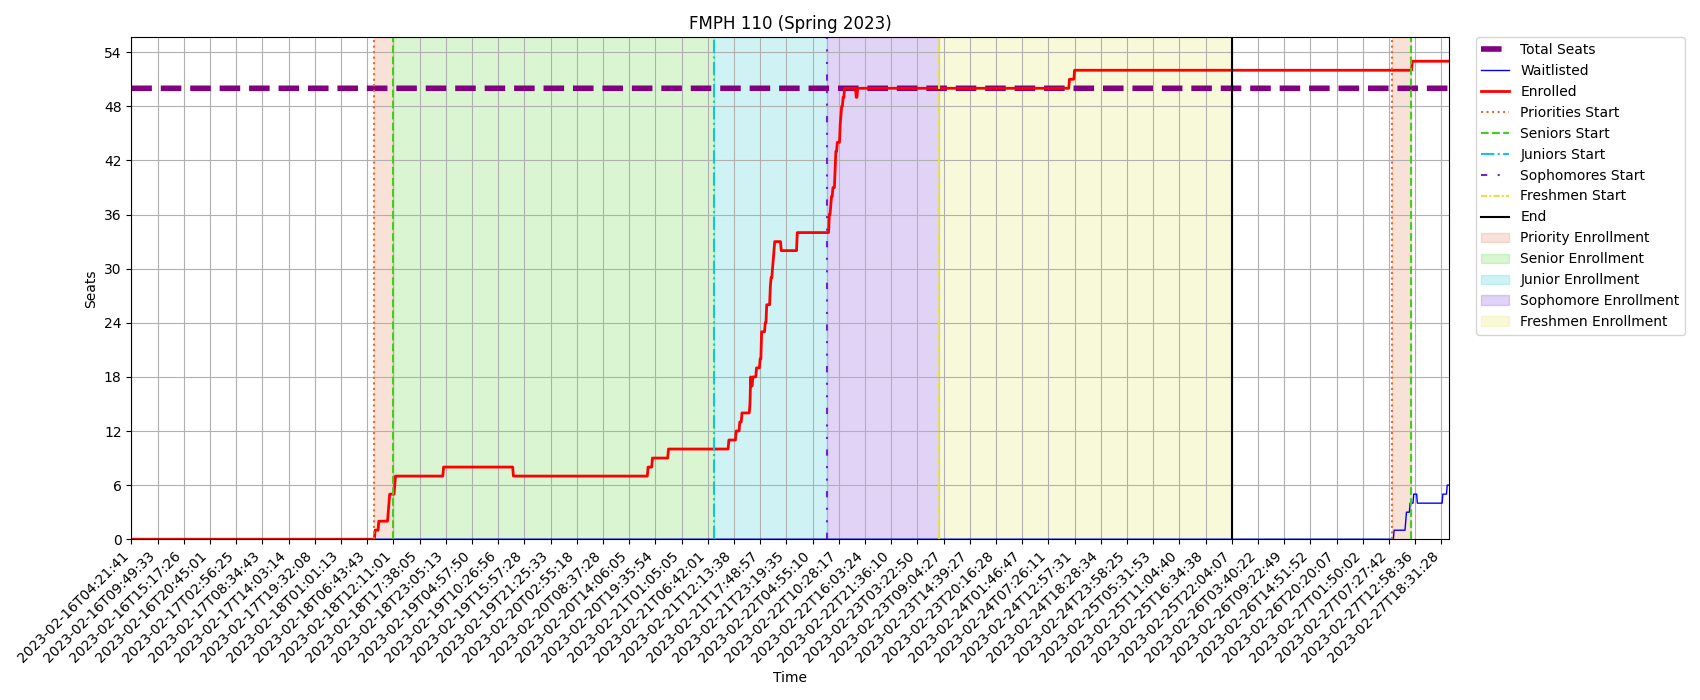 FMPH 110 (Spring 2023)
54
48
42
36
30
24
18
12
6
0
Seats
2023-02-16T04:21:41
2023-02-16T09:49:33
2023-02-16T15:17:26
2023-02-16T20:45:01
2023-02-17T02:56:25
2023-02-17T08:34:43
2023-02-17T14:03:14
2023-02-17T19:32:08
2023-02-18T01:01:13
2023-02-18T06:43:43
2023-02-18T12:11:01
2023-02-18T17:38:05
2023-02-18T23:05:13
2023-02-19T04:57:50
2023-02-19T10:26:56
2023-02-19T15:57:28
2023-02-19T21:25:33
2023-02-20T02:55:18
2023-02-20T08:37:28
2023-02-20T14:06:05
2023-02-20T19:35:54
2023-02-21T01:05:05
2023-02-21T06:42:01
2023-02-21T12:13:38
2023-02-21T17:48:57
2023-02-21T23:19:35
2023-02-22T04:55:10
2023-02-22T10:28:17
2023-02-22T16:03:24
2023-02-22T21:36:10
2023-02-23T03:22:50
2023-02-23T09:04:27
2023-02-23T14:39:27
2023-02-23T20:16:28
2023-02-24T01:46:47
2023-02-24T07:26:11
2023-02-24T12:57:31
2023-02-24T18:28:34
2023-02-24T23:58:25
2023-02-25T05:31:53
2023-02-25T11:04:40
2023-02-25T16:34:38
2023-02-25T22:04:07
2023-02-26T03:40:22
2023-02-26T09:22:49
2023-02-26T14:51:52
2023-02-26T20:20:07
2023-02-27T01:50:02
2023-02-27T07:27:42
2023-02-27T12:58:36
2023-02-27T18:31:28
Time
Total Seats
Waitlisted
Enrolled
Priorities Start
Seniors Start
Juniors Start
Sophomores Start
Freshmen Start
End
Priority Enrollment
Senior Enrollment
Junior Enrollment
Sophomore Enrollment
Freshmen Enrollment